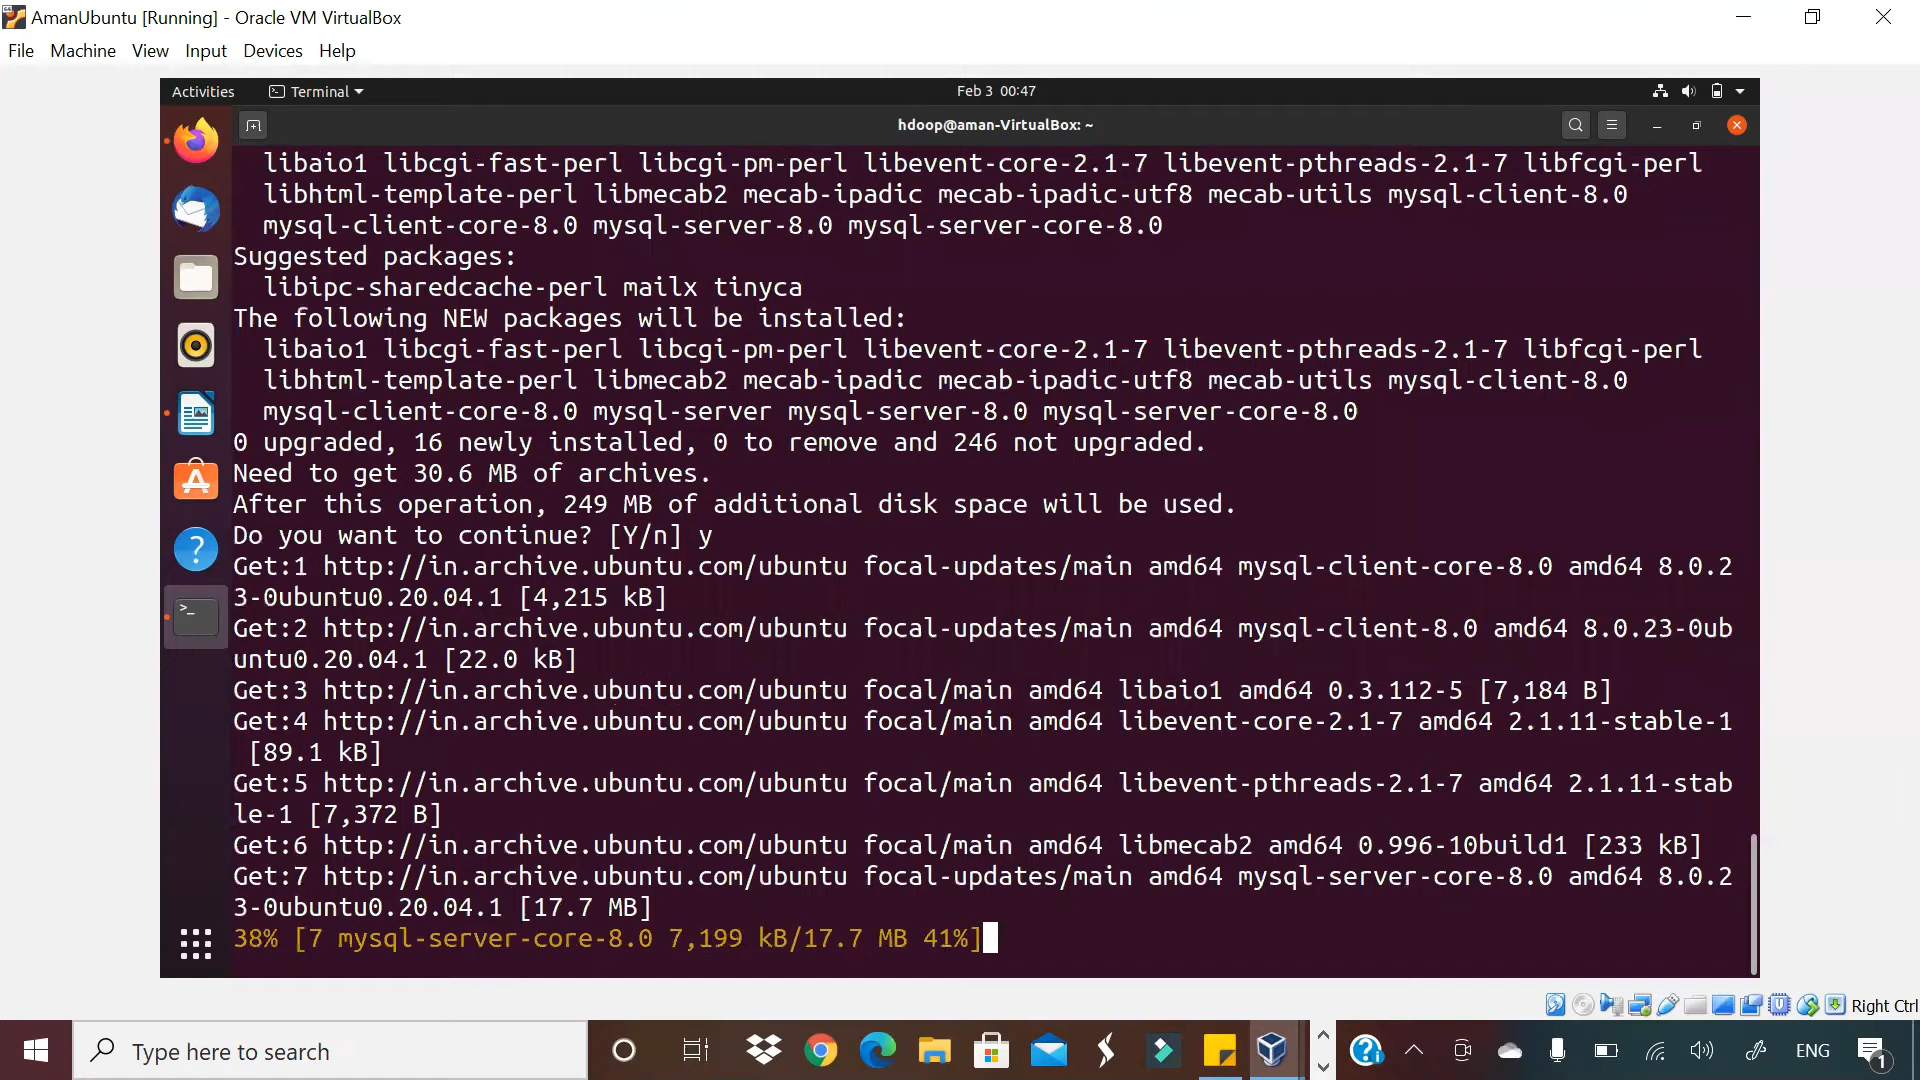 AmanUbuntu [Running] - Oracle VM VirtualBox
File Machine View Input Devices Help
Activities Terminal Feb 3 00:47
hdoop@aman-VirtualBox: ~
libaio1 libcgi-fast-perl libcgi-pm-perl libevent-core-2.1-7 libevent-pthreads-2.1-7 libfcgi-perl
libhtml-template-perl libmecab2 mecab-ipadic mecab-ipadic-utf8 mecab-utils mysql-client-8.0
mysql-client-core-8.0 mysql-server-8.0 mysql-server-core-8.0
Suggested packages:
libipc-sharedcache-perl mailx tinyca
The following NEW packages will be installed:
libaio1 libcgi-fast-perl libcgi-pm-perl libevent-core-2.1-7 libevent-pthreads-2.1-7 libfcgi-perl
libhtml-template-perl libmecab2 mecab-ipadic mecab-ipadic-utf8 mecab-utils mysql-client-8.0
mysql-client-core-8.0 mysql-server mysql-server-8.0 mysql-server-core-8.0
0 upgraded, 16 newly installed, 0 to remove and 246 not upgraded.
Need to get 30.6 MB of archives.
After this operation, 249 MB of additional disk space will be used.
Do you want to continue? [Y/n] y
Get:1 http://in.archive.ubuntu.com/ubuntu focal-updates/main amd64 mysql-client-core-8.0 amd64 8.0.2
3-0ubuntu0.20.04.1 [4,215 kB]
Get:2 http://in.archive.ubuntu.com/ubuntu focal-updates/main amd64 mysql-client-8.0 amd64 8.0.23-0ub
untu0.20.04.1 [22.0 kB]
Get:3 http://in.archive.ubuntu.com/ubuntu focal/main amd64 libaio1 amd64 0.3.112-5 [7,184 B]
Get:4 http://in.archive.ubuntu.com/ubuntu focal/main amd64 libevent-core-2.1-7 amd64 2.1.11-stable-1
[89.1 kB]
Get:5 http://in.archive.ubuntu.com/ubuntu focal/main amd64 libevent-pthreads-2.1-7 amd64 2.1.11-stab
le-1 [7,372 B]
Get:6 http://in.archive.ubuntu.com/ubuntu focal/main amd64 libmecab2 amd64 0.996-10build1 [233 kB]
Get:7 http://in.archive.ubuntu.com/ubuntu focal-updates/main amd64 mysql-server-core-8.0 amd64 8.0.2
3-0ubuntu0.20.04.1 [17.7 MB]
38% [7 mysql-server-core-8.0 7,199 kB/17.7 MB 41%]
Right Ctrl
Type here to search
ENG
1